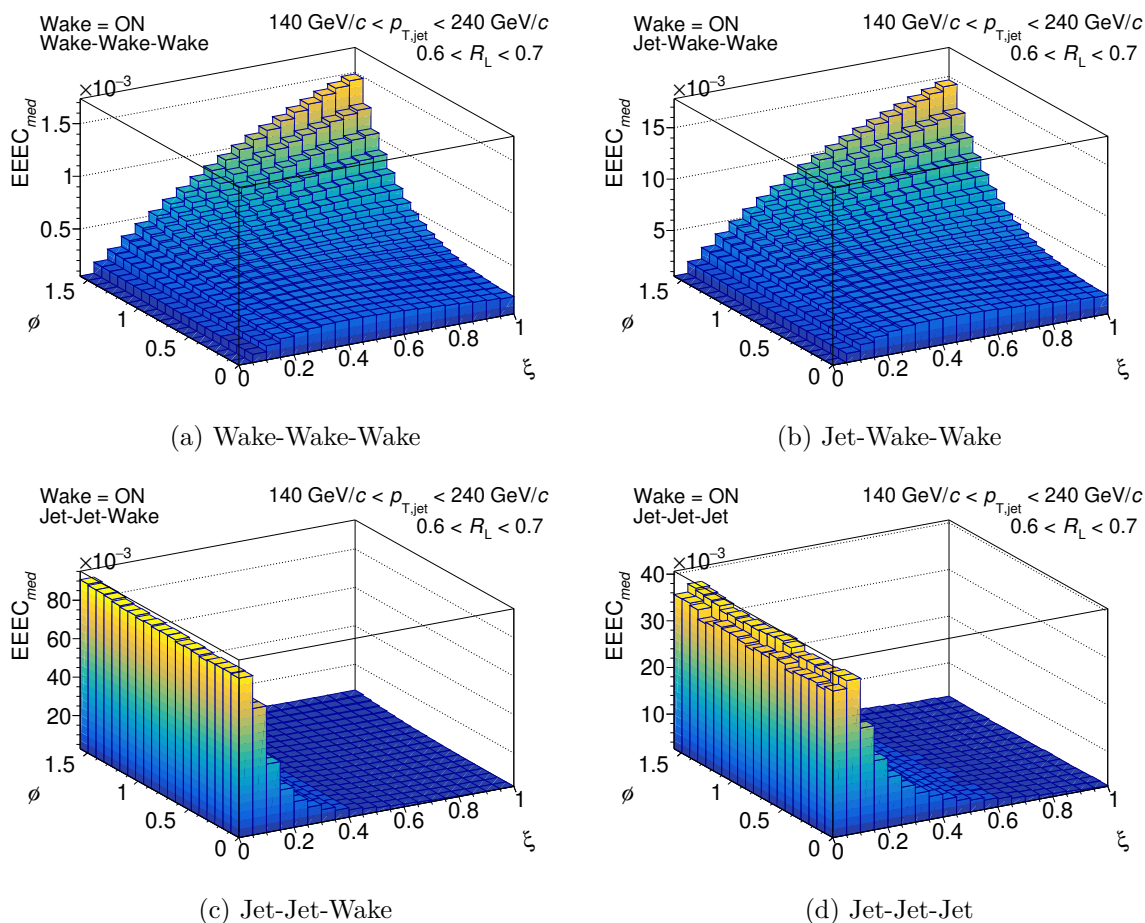 Wake = ON
Wake-Wake-Wake
140 GeV/c < p_T,jet < 240 GeV/c
0.6 < R_L < 0.7
×10⁻³
EEEC_med
1.5
1
0.5
1.5
1
0.5
0
ϕ
0
0.2
0.4
0.6
0.8
1
ξ
(a) Wake-Wake-Wake
Wake = ON
Jet-Wake-Wake
140 GeV/c < p_T,jet < 240 GeV/c
0.6 < R_L < 0.7
×10⁻³
EEEC_med
15
10
5
1.5
1
0.5
0
ϕ
0
0.2
0.4
0.6
0.8
1
ξ
(b) Jet-Wake-Wake
Wake = ON
Jet-Jet-Wake
140 GeV/c < p_T,jet < 240 GeV/c
0.6 < R_L < 0.7
×10⁻³
EEEC_med
80
60
40
20
1.5
1
0.5
0
ϕ
0
0.2
0.4
0.6
0.8
1
ξ
(c) Jet-Jet-Wake
Wake = ON
Jet-Jet-Jet
140 GeV/c < p_T,jet < 240 GeV/c
0.6 < R_L < 0.7
×10⁻³
EEEC_med
40
30
20
10
1.5
1
0.5
0
ϕ
0
0.2
0.4
0.6
0.8
1
ξ
(d) Jet-Jet-Jet